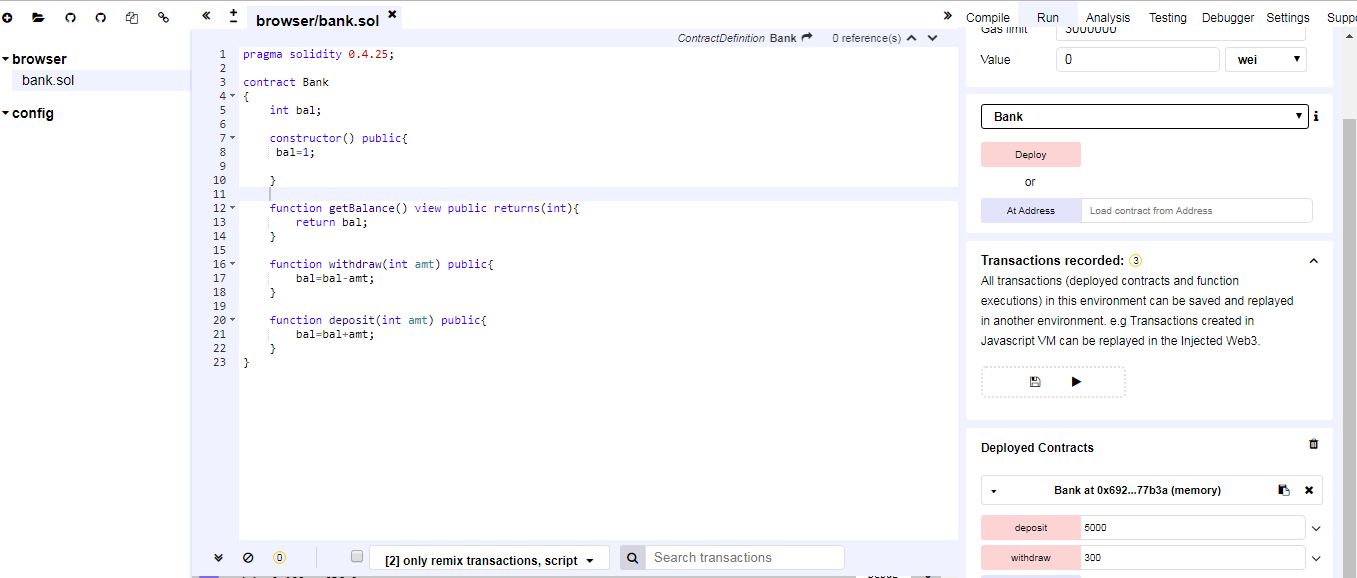 browser/bank.sol
Compile Run Analysis Testing Debugger Settings Suppo
browser
bank.sol
config
ContractDefinition Bank 0 reference(s)
1 pragma solidity 0.4.25;
2
3 contract Bank
4 {
5 int bal;
6
7 constructor() public{
8 bal=1;
9
10 }
11
12 function getBalance() view public returns(int){
13 return bal;
14 }
15
16 function withdraw(int amt) public{
17 bal=bal-amt;
18 }
19
20 function deposit(int amt) public{
21 bal=bal+amt;
22 }
23 }
0
[2] only remix transactions, script
Search transactions
Gas limit 3000000
Value 0 wei
Bank
Deploy
or
At Address Load contract from Address
Transactions recorded: 3
All transactions (deployed contracts and function
executions) in this environment can be saved and replayed
in another environment. e.g Transactions created in
Javascript VM can be replayed in the Injected Web3.
Deployed Contracts
Bank at 0x692...77b3a (memory)
deposit 5000
withdraw 300